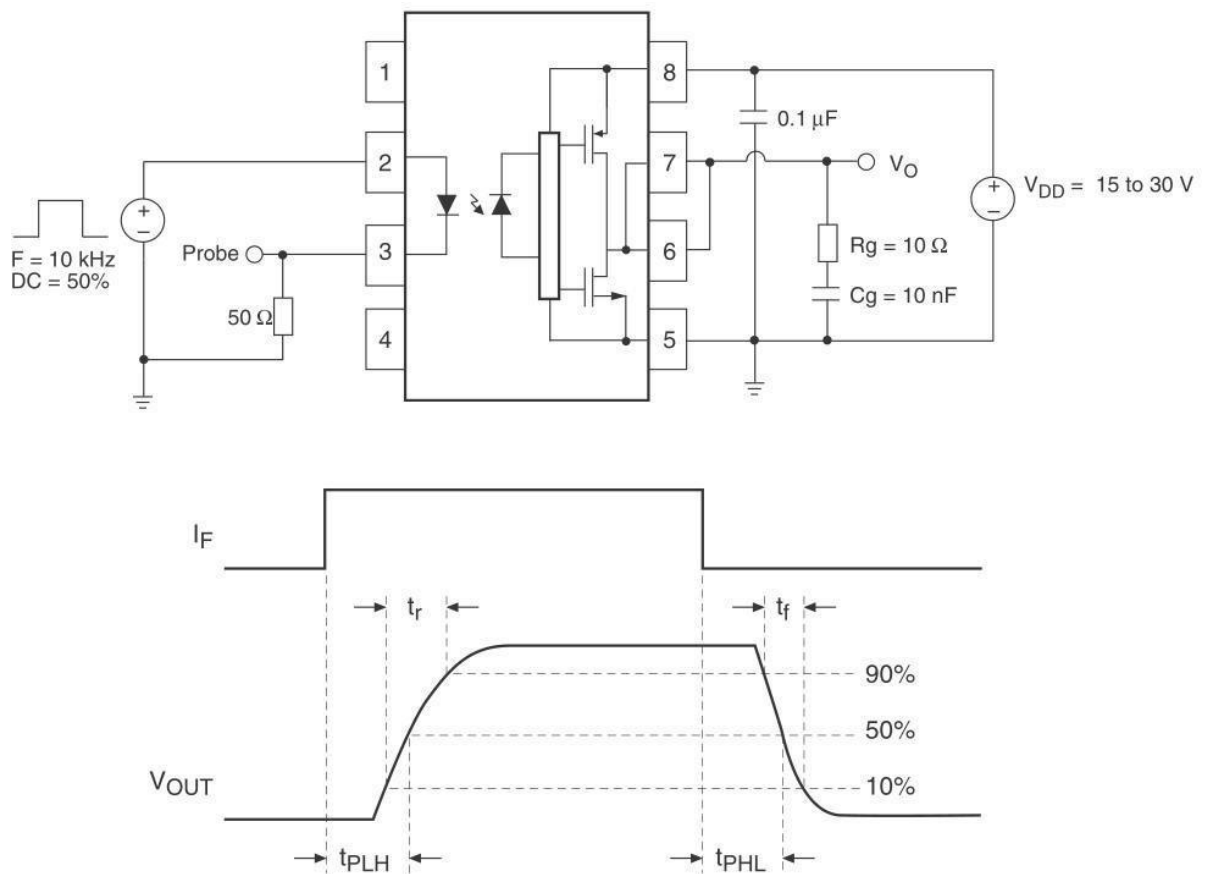 1
8
0.1 μF
2
7
V_O
V_DD = 15 to 30 V
+
−
+
−
F = 10 kHz
DC = 50%
Probe
3
6
Rg = 10 Ω
50 Ω
Cg = 10 nF
4
5
I_F
t_r
t_f
90%
50%
10%
V_OUT
t_PLH
t_PHL